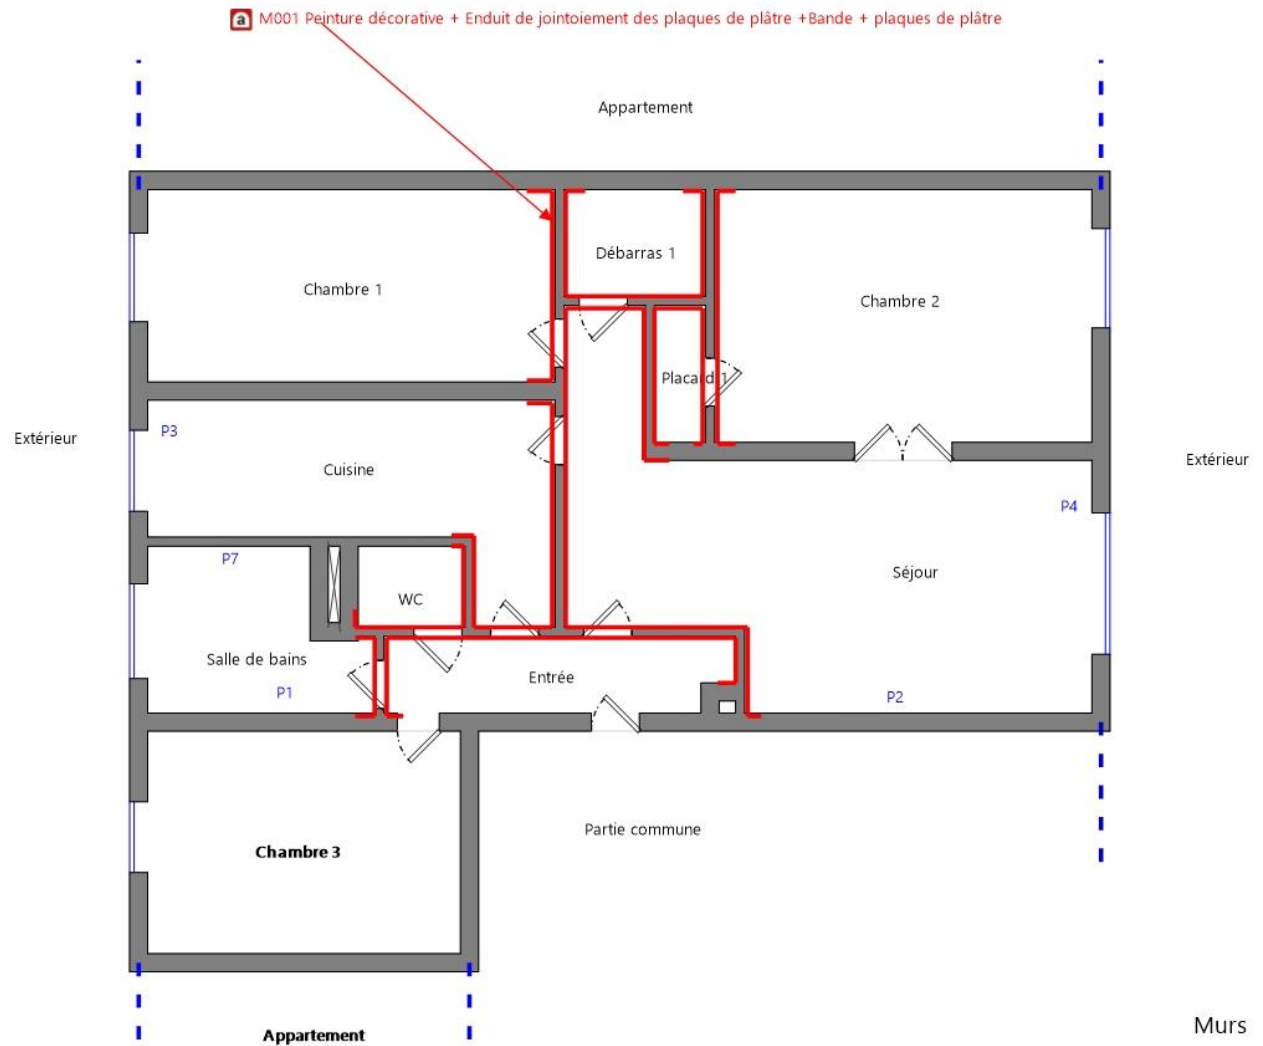 a M001 Peinture décorative + Enduit de jointoiement des plaques de plâtre +Bande + plaques de plâtre
Appartement
Débarras 1
Chambre 1
Chambre 2
Placard 1
Extérieur
P3
Cuisine
Extérieur
P4
P7
WC
Séjour
Salle de bains
Entrée
P1
P2
Partie commune
Chambre 3
Appartement
Murs